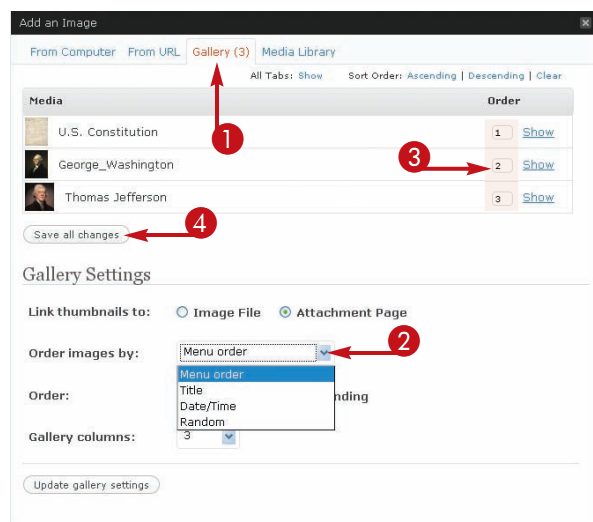 Add an Image
From Computer From URL Gallery (3) Media Library
All Tabs: Show Sort Order: Ascending | Descending | Clear
Media Order
U.S. Constitution 1 Show
George_Washington 2 Show
Thomas Jefferson 3 Show
1
3
4
Save all changes
Gallery Settings
Link thumbnails to: Image File Attachment Page
2
Order images by: Menu order
Menu order
Title
Order: nding
Date/Time
Random
Gallery columns: 3
Update gallery settings